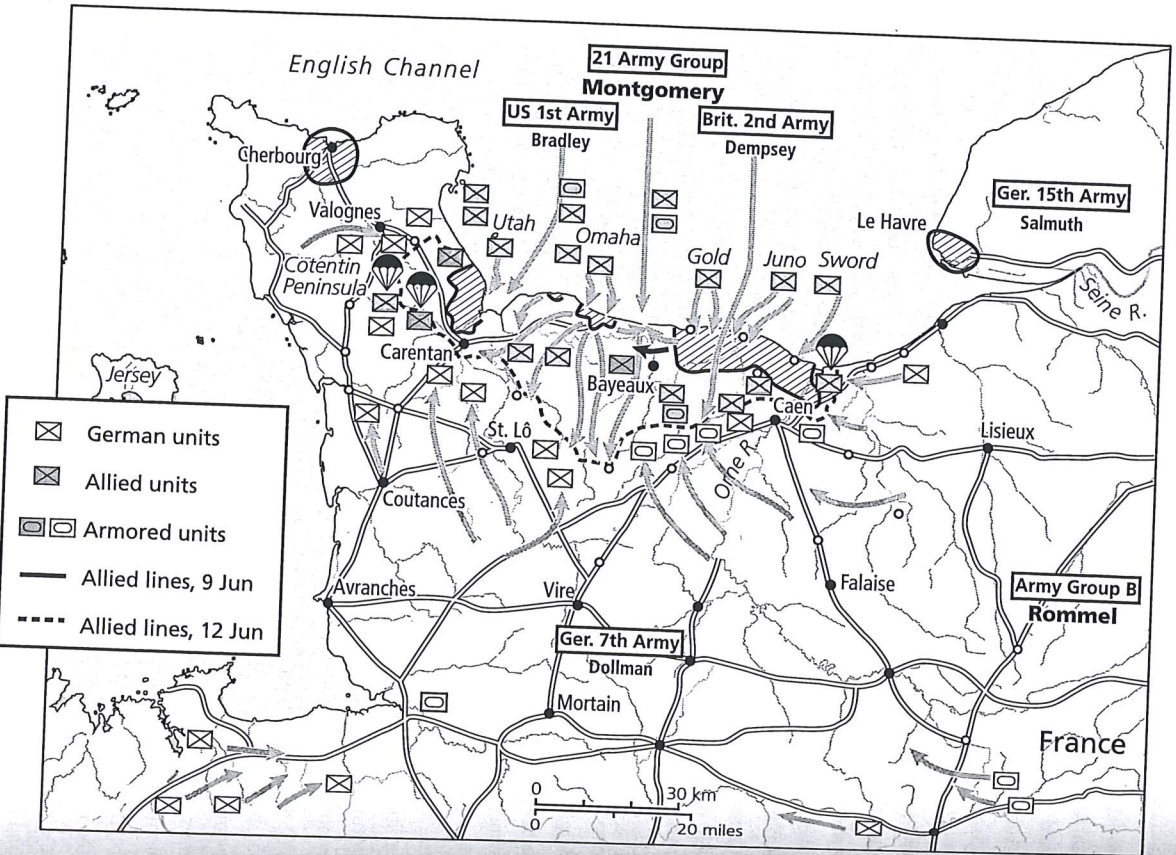 English Channel
21 Army Group
Montgomery
US 1st Army
Bradley
Brit. 2nd Army
Dempsey
Ger. 15th Army
Salmuth
Cherbourg
Valognes
Utah
Omaha
Gold
Juno
Sword
Le Havre
Seine R.
Cotentin
Peninsula
Carentan
Bayeaux
Caen
Lisieux
Jersey
St. Lô
Orne R.
Coutances
German units
Allied units
Armored units
Allied lines, 9 Jun
Allied lines, 12 Jun
Avranches
Vire
Falaise
Army Group B
Rommel
Ger. 7th Army
Dollman
Mortain
France
0 30 km
0 20 miles